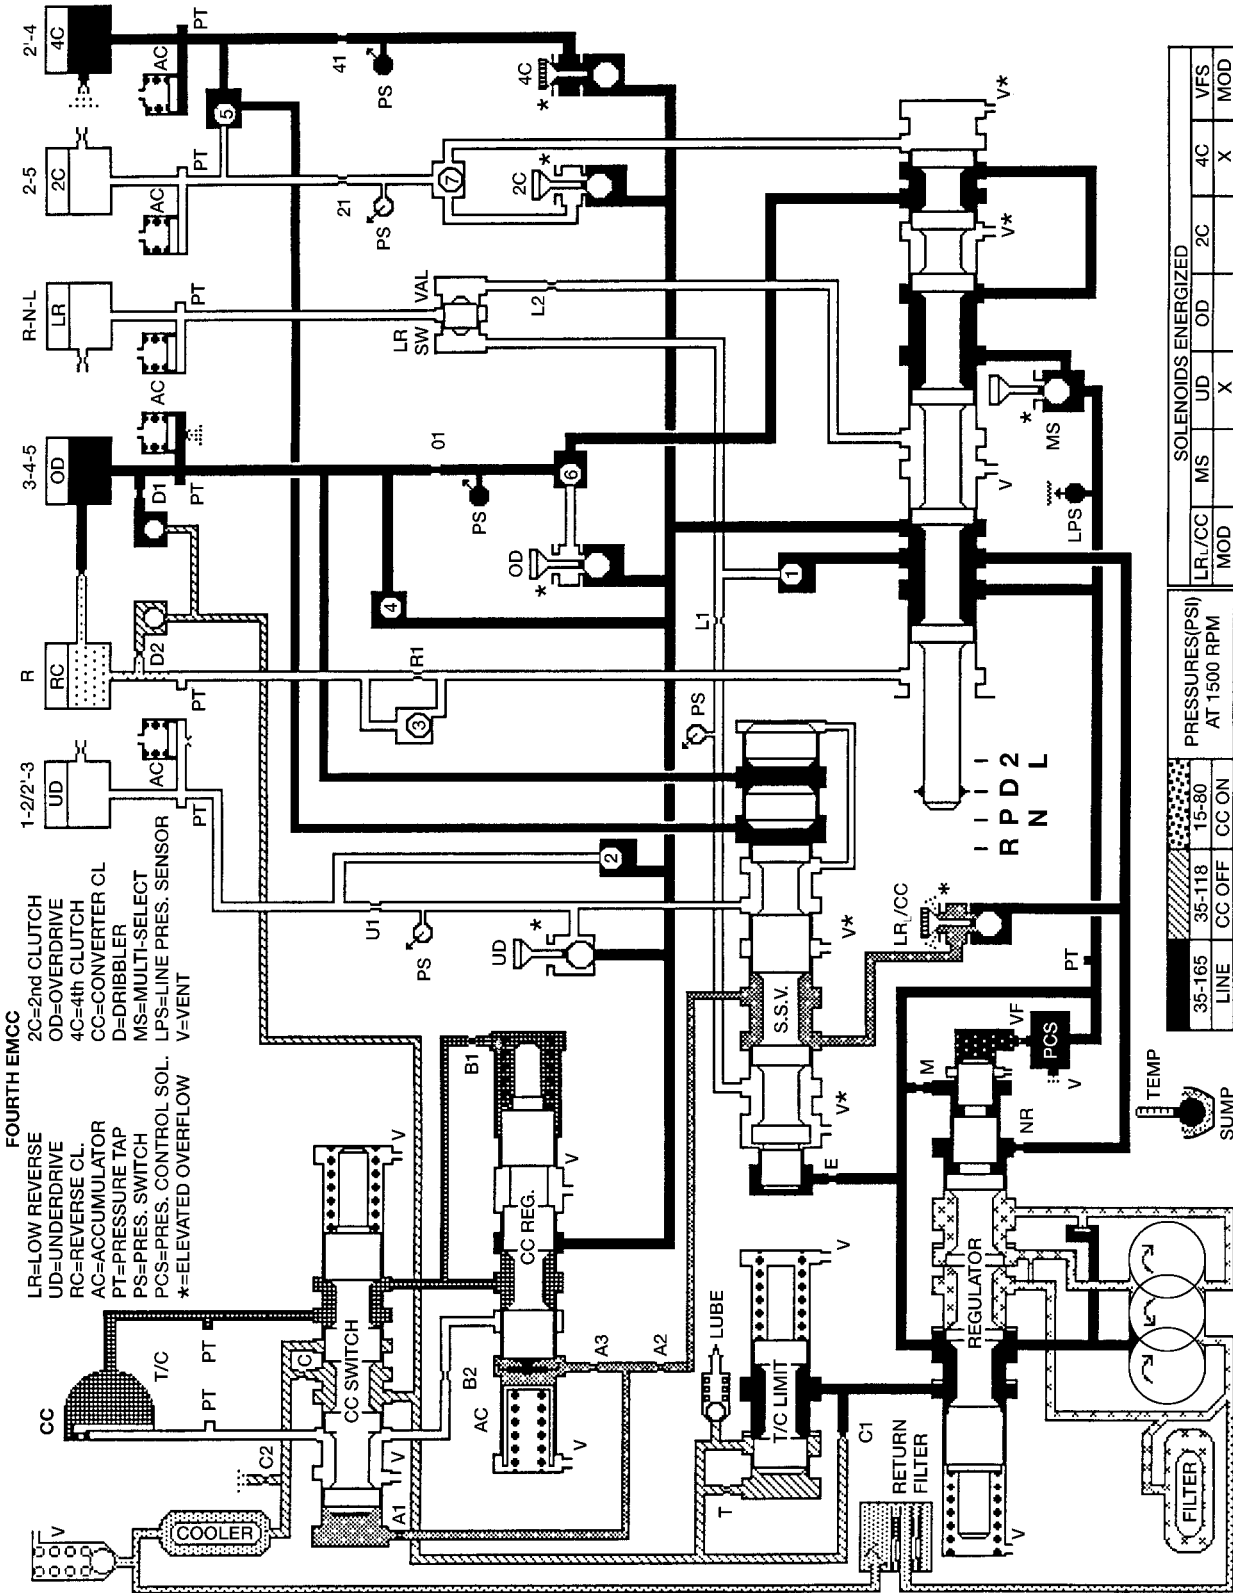 FOURTH EMCC
LR=LOW REVERSE
UD=UNDERDRIVE
RC=REVERSE CL.
AC=ACCUMULATOR
PT=PRESSURE TAP
PS=PRES. SWITCH
PCS=PRES. CONTROL SOL.
*=ELEVATED OVERFLOW
2C=2nd CLUTCH
OD=OVERDRIVE
4C=4th CLUTCH
CC=CONVERTER CL
D=DRIBBLER
MS=MULTI-SELECT
LPS=LINE PRES. SENSOR
V=VENT
1-2/2'-3
UD
AC
PT
R
RC
PT
D2
3-4-5
OD
AC
PT
D1
R-N-L
LR
AC
PT
2-5
2C
AC
PT
2'-4
4C
AC
PT
5
41
PS
4C
*
21
PS
7
2C
*
LR
SW
VAL
L2
01
PS
6
OD
*
4
R1
3
2
U1
PS
UD
*
L1
1
PS
V*
V*
V
MS
*
LPS
R P D 2
N L
CC
T/C
PT
PT
C2
C
CC SWITCH
V
V
A1
V
COOLER
B1
CC REG.
V
B2
AC
V
A3
A2
S.S.V.
V*
V*
E
LR⌊/CC
*
PT
LUBE
T
T/C LIMIT
V
C1
RETURN
FILTER
REGULATOR
V
M
NR
VF
PCS
V
FILTER
TEMP
SUMP
35-165
LINE
35-118
CC OFF
15-80
CC ON
PRESSURES(PSI)
AT 1500 RPM
SOLENOIDS ENERGIZED
LR⌊/CC MS UD OD 2C 4C VFS
MOD X X MOD